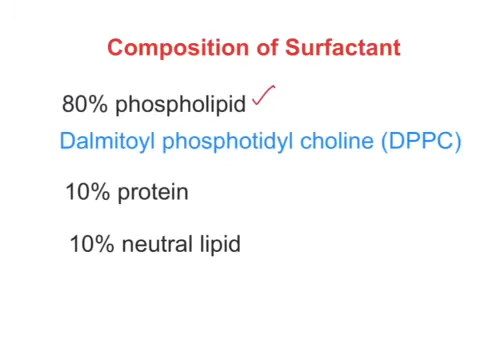 Composition of Surfactant
80% phospholipid
Dalmitoyl phosphotidyl choline (DPPC)
10% protein
10% neutral lipid